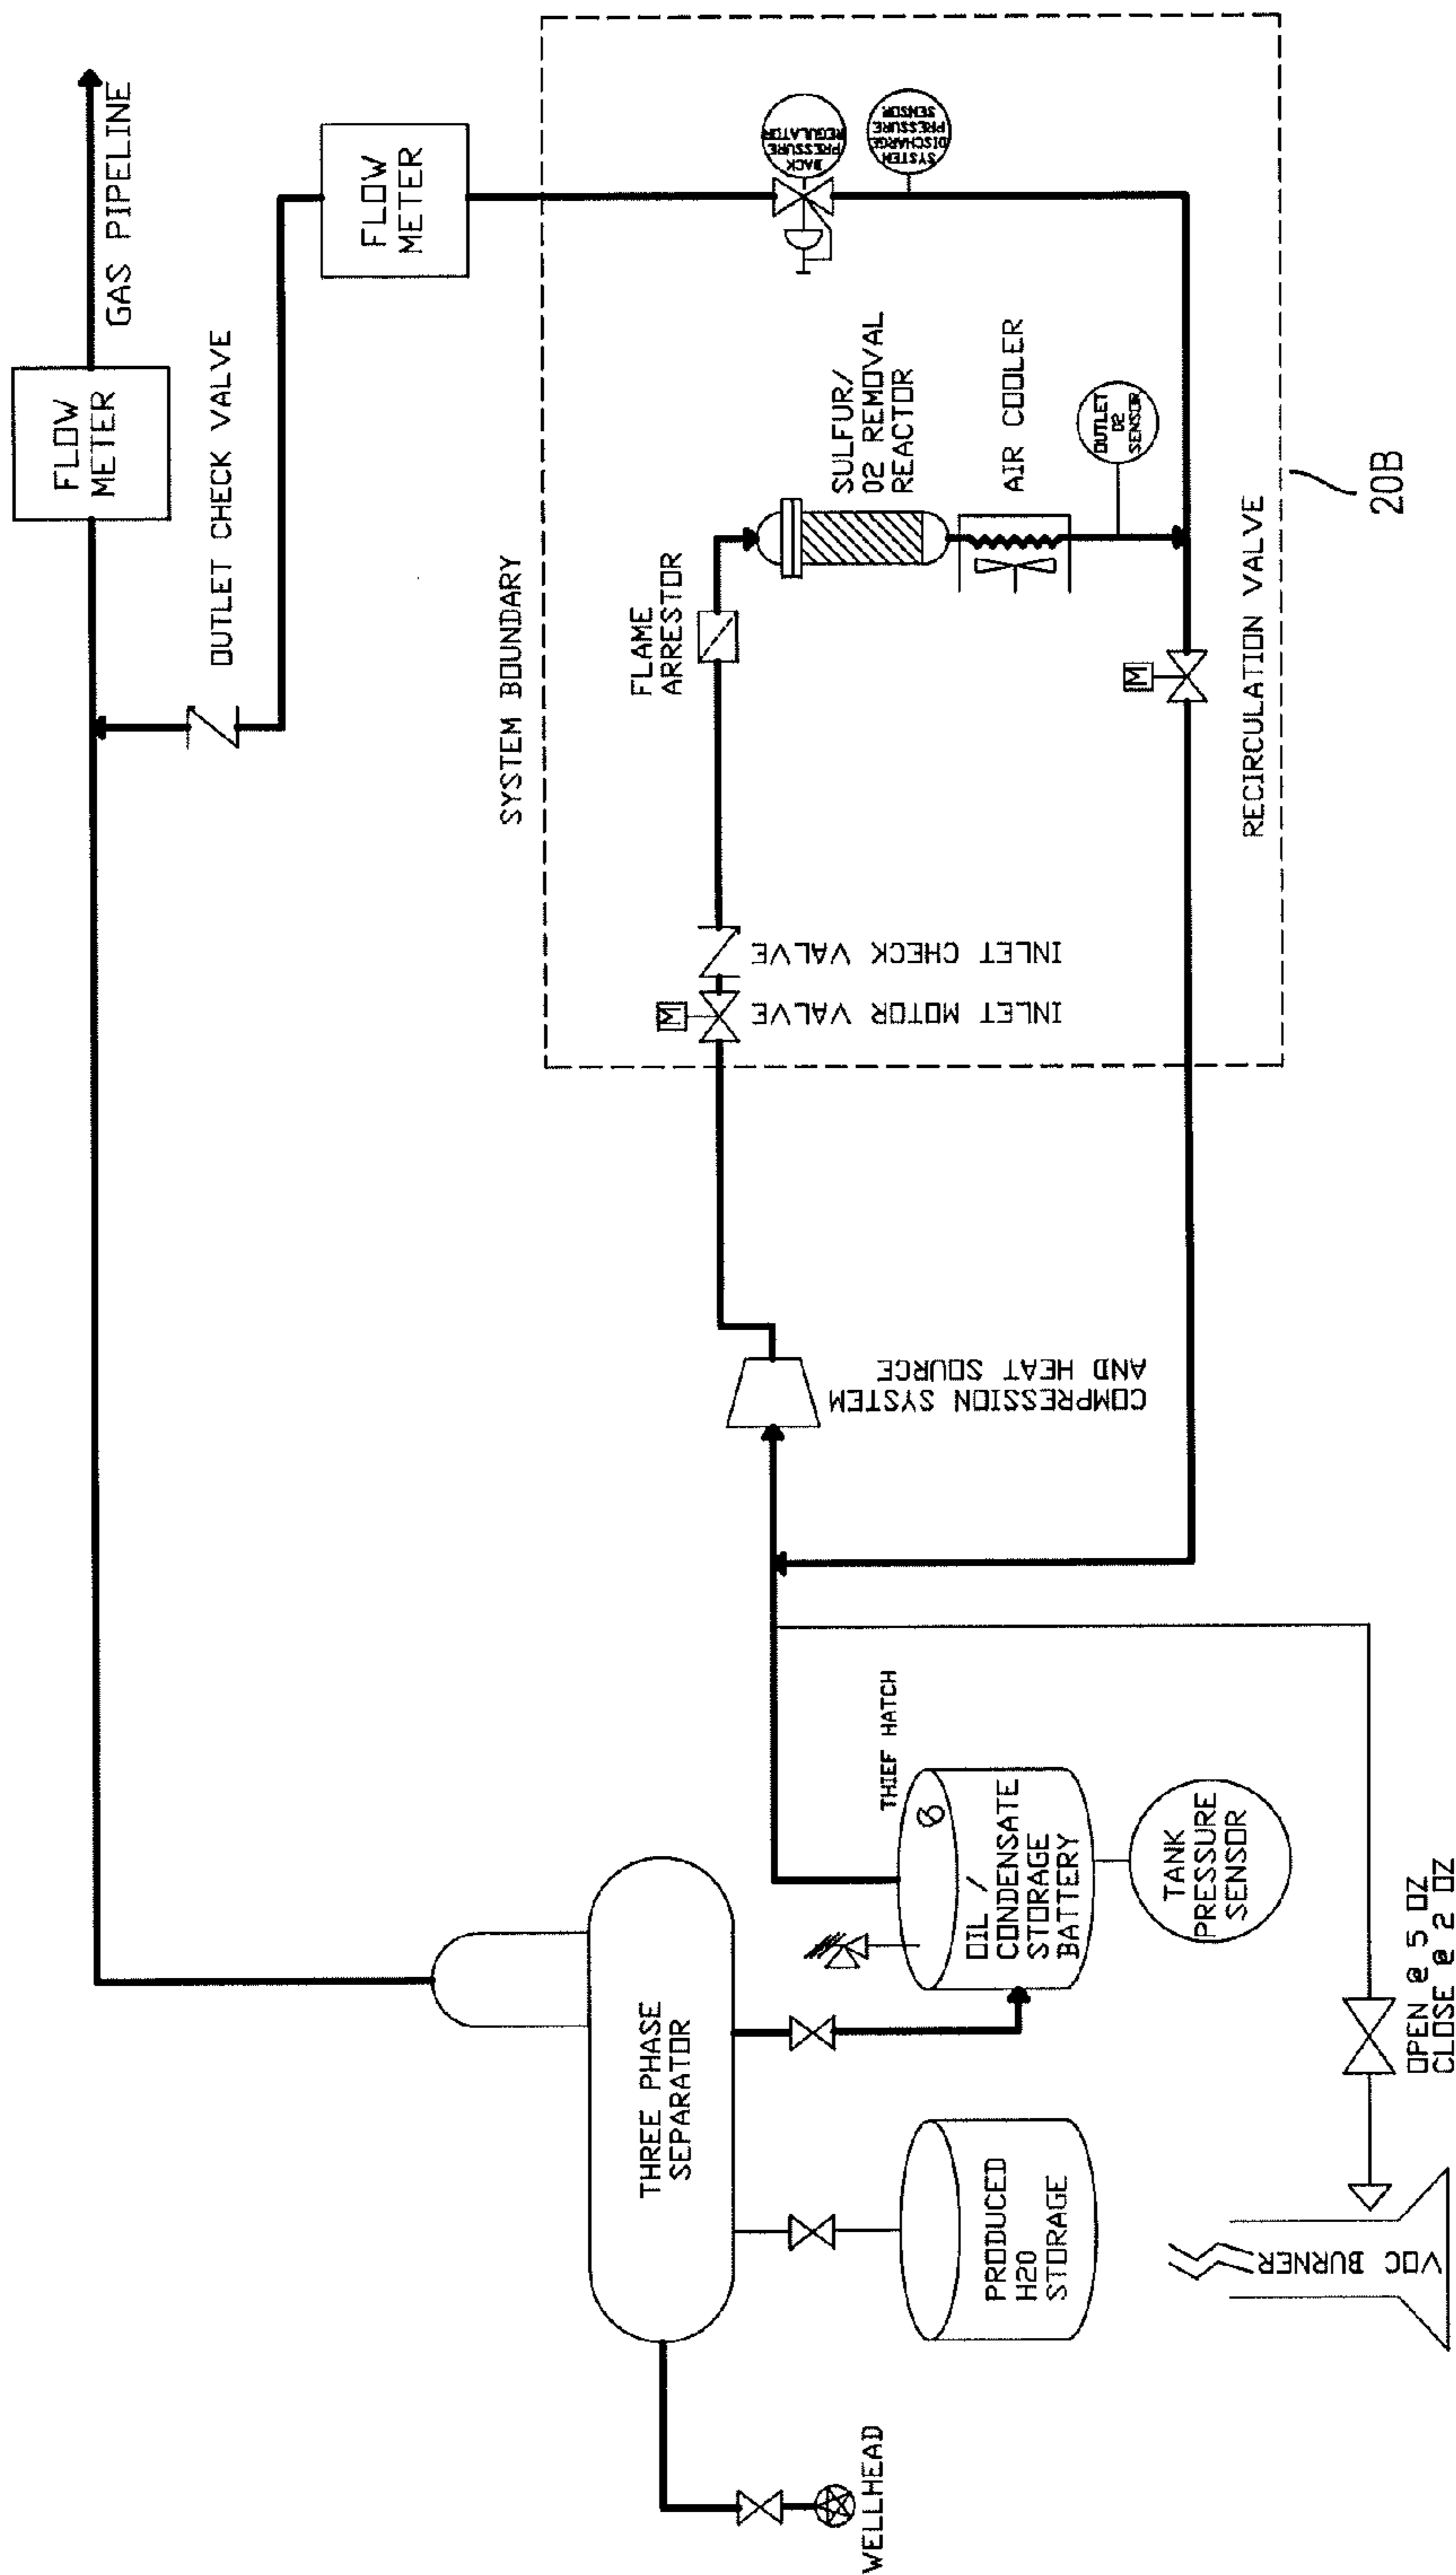 FLOW
METER
GAS PIPELINE
OUTLET CHECK VALVE
FLOW
METER
SYSTEM BOUNDARY
BACK
PRESSURE
REGULATOR
SYSTEM
DISCHARGE
PRESSURE
SENSOR
FLAME
ARRESTOR
SULFUR/
O2 REMOVAL
REACTOR
AIR COOLER
OUTLET
O2
SENSOR
M
INLET CHECK VALVE
INLET MOTOR VALVE
M
RECIRCULATION VALVE
20B
COMPRESSION SYSTEM
AND HEAT SOURCE
THREE PHASE
SEPARATOR
THIEF HATCH
OIL/
CONDENSATE
STORAGE
BATTERY
TANK
PRESSURE
SENSOR
WELLHEAD
PRODUCED
H2O
STORAGE
VOC BURNER
OPEN @ 5 OZ
CLOSE @ 2 OZ